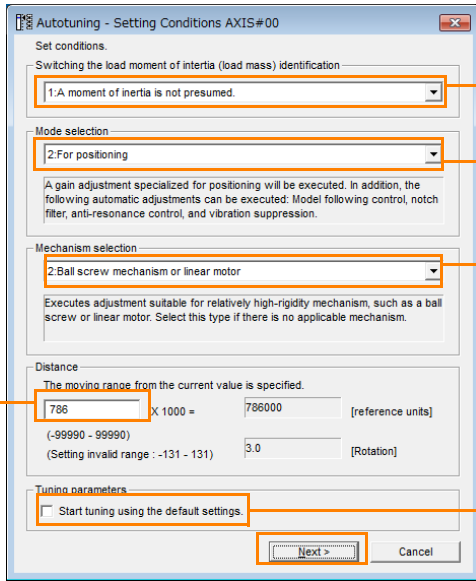 Autotuning - Setting Conditions AXIS#00
Set conditions.
Switching the load moment of intertia (load mass) identification
1:A moment of inertia is not presumed.
Mode selection
2:For positioning
A gain adjustment specialized for positioning will be executed. In addition, the
following automatic adjustments can be executed: Model following control, notch
filter, anti-resonance control, and vibration suppression.
Mechanism selection
2:Ball screw mechanism or linear motor
Executes adjustment suitable for relatively high-rigidity mechanism, such as a ball
screw or linear motor. Select this type if there is no applicable mechanism.
Distance
The moving range from the current value is specified.
786 X 1000 = 786000 [reference units]
(-99990 - 99990)
(Setting invalid range : -131 - 131) 3.0 [Rotation]
Tuning parameters
Start tuning using the default settings.
Next > Cancel